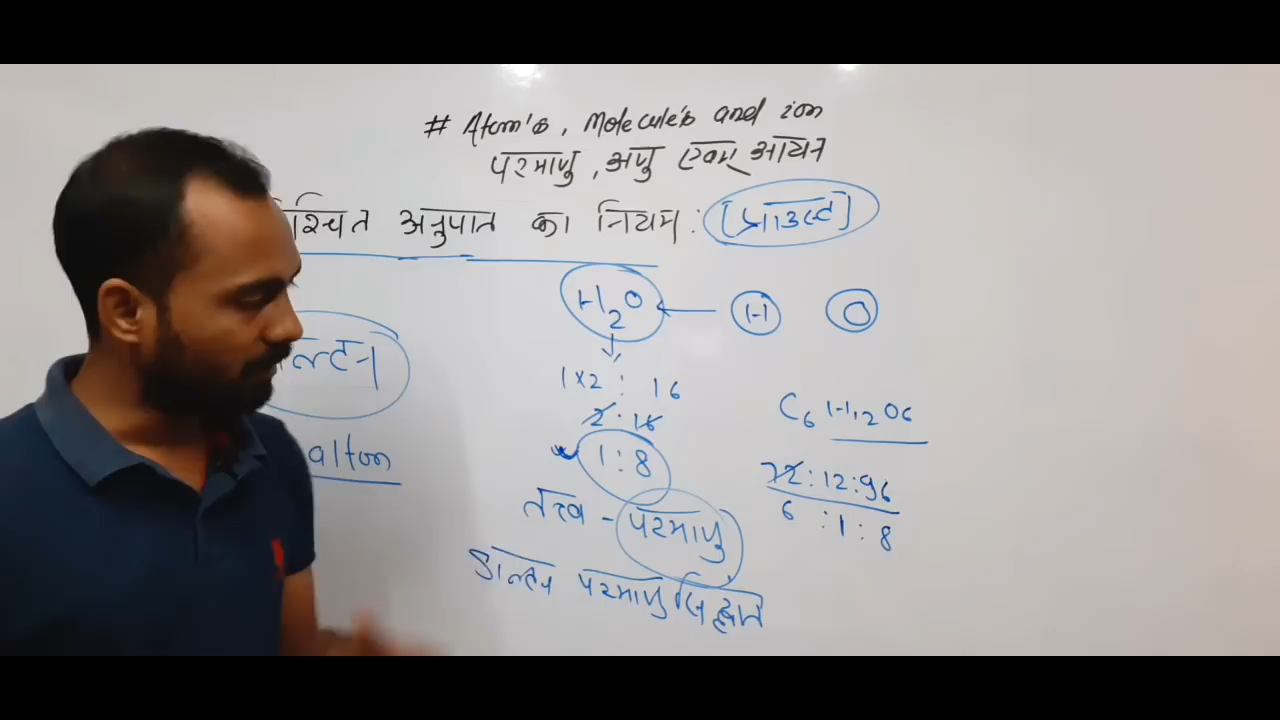 # Atom's, Molecule's and ion
परमाणु, अणु एवम् आयन
श्चित अनुपात का नियम: [प्राउस्ट]
H₂O ← H O
1×2 : 16
2 : 16
1 : 8
C₆H₁₂O₆
72:12:96
6 :1:8
ल्टन
alton
तत्व - परमाणु
डाल्टन परमाणु सिद्धान्त